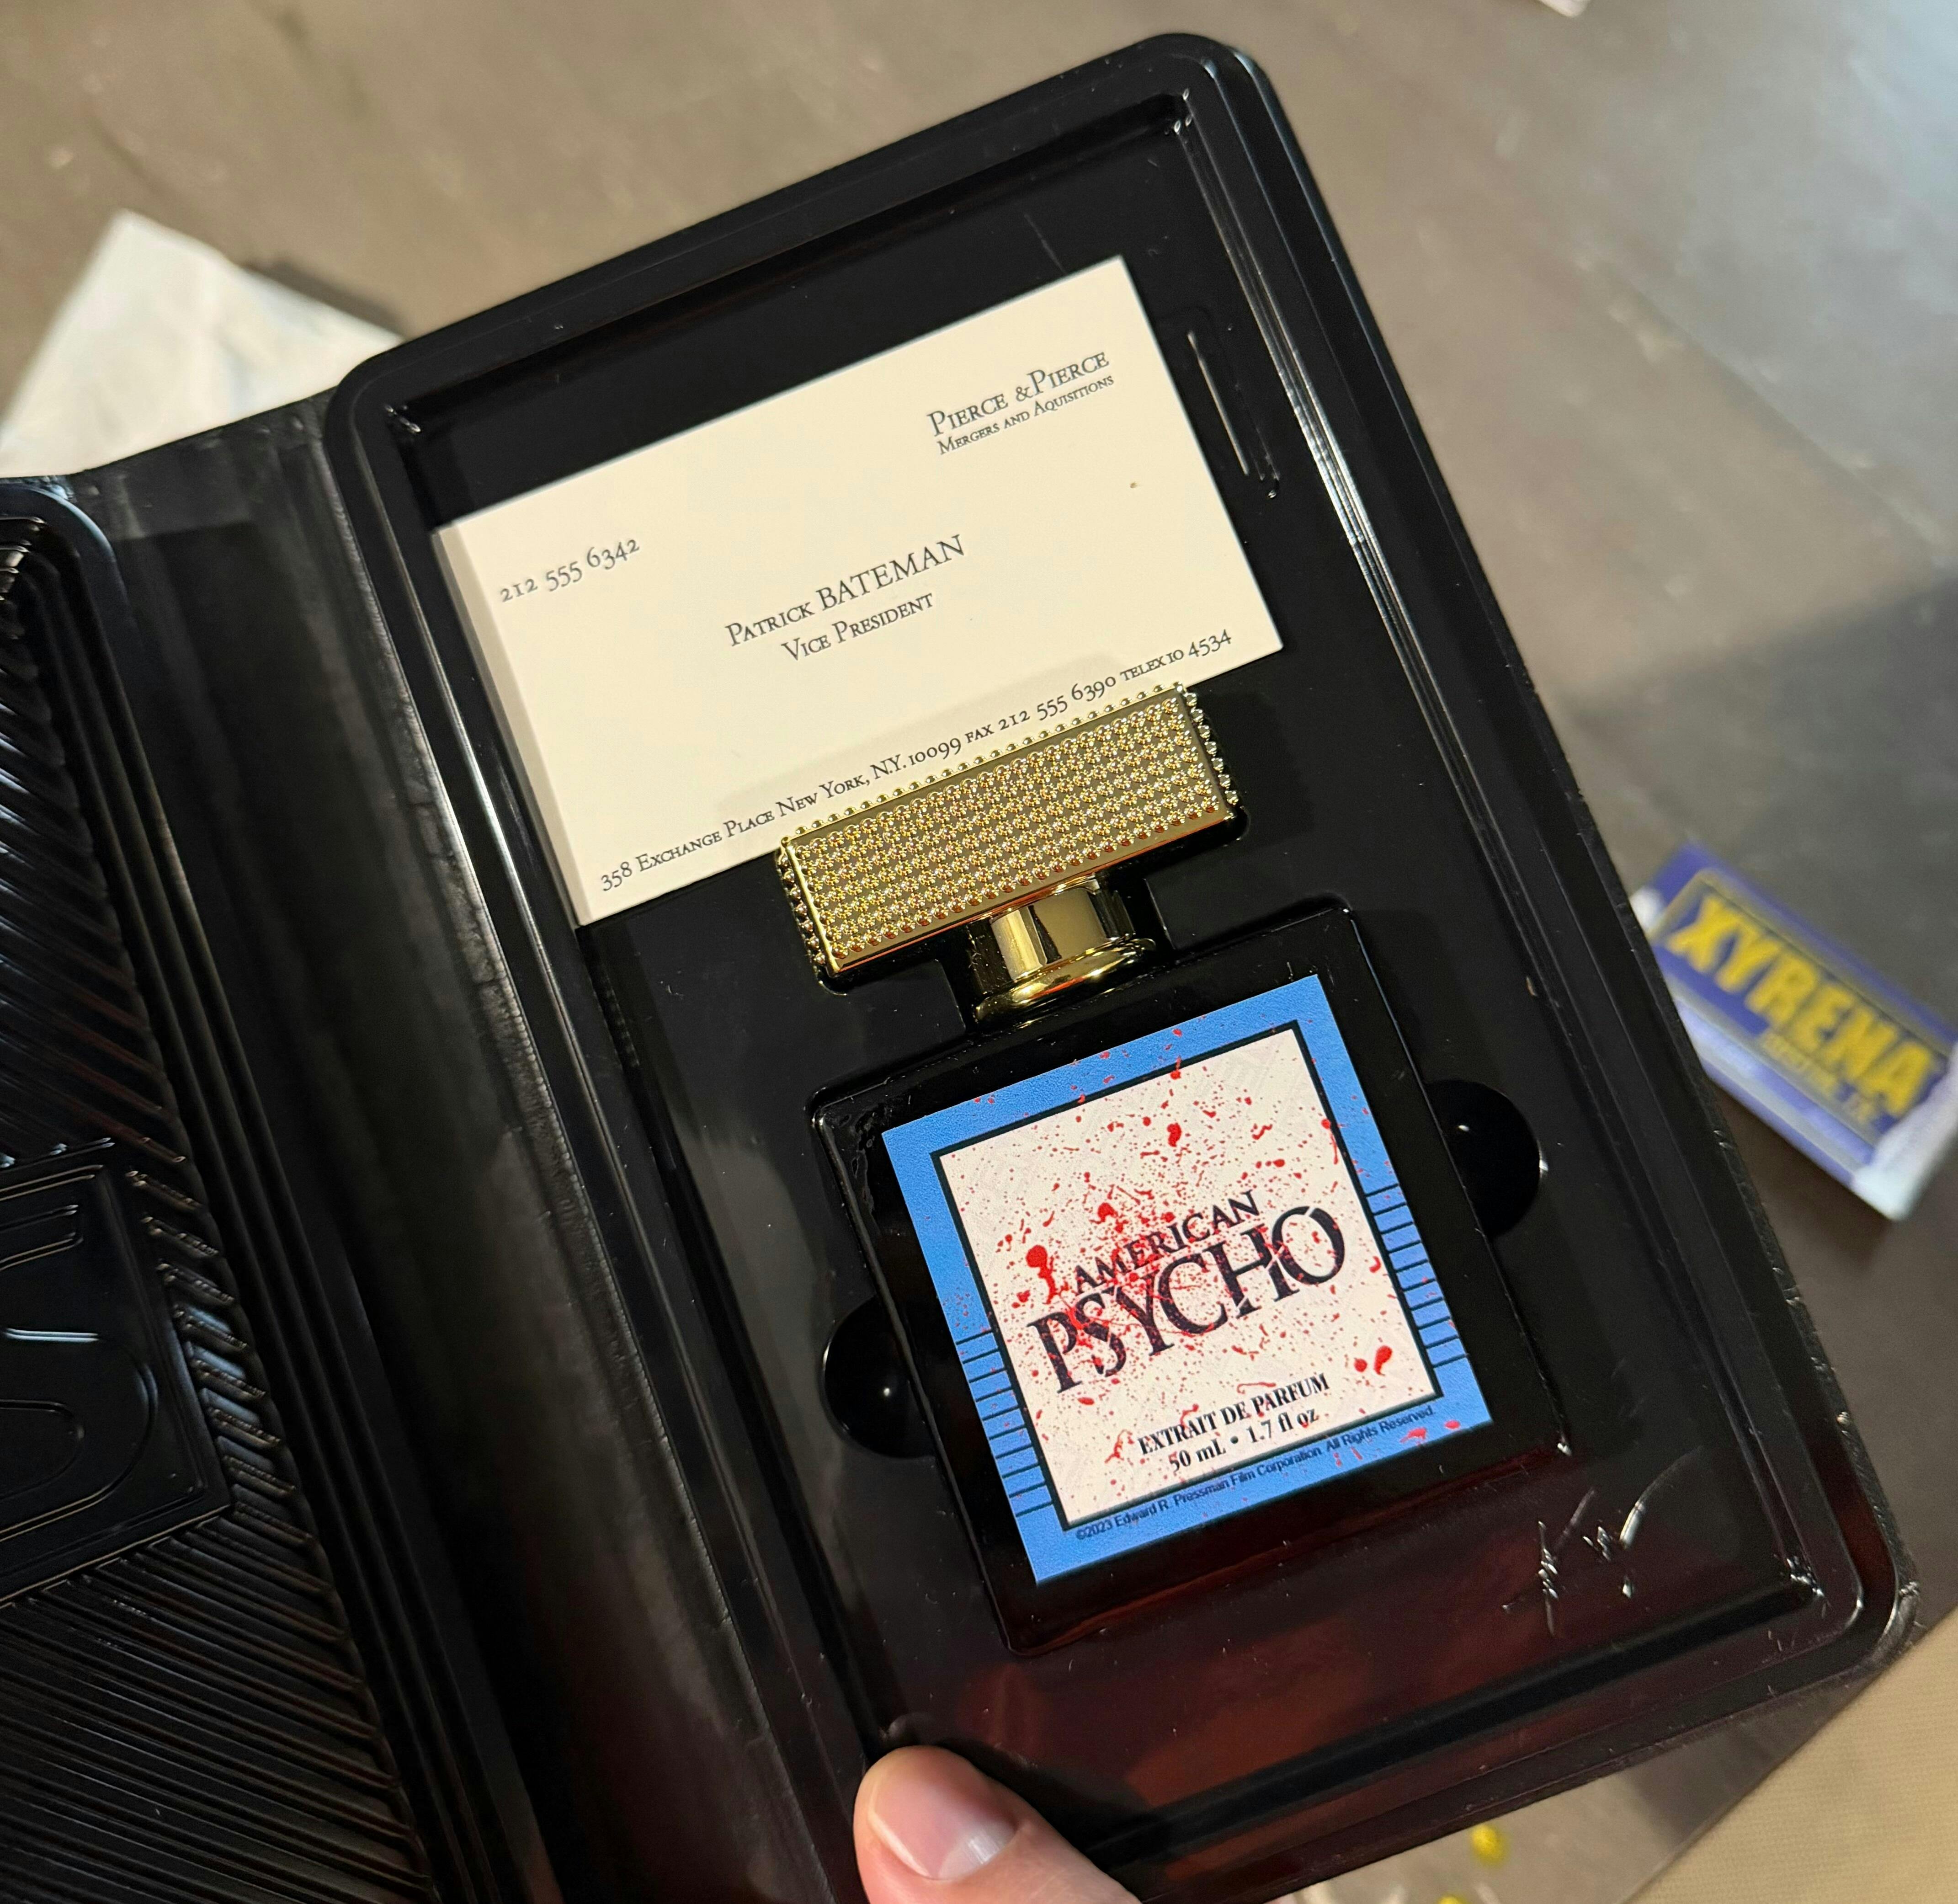 PIERCE & PIERCE
MERGERS AND AQUISITIONS
212 555 6342
PATRICK BATEMAN
VICE PRESIDENT
358 EXCHANGE PLACE NEW YORK, N.Y. 10099 FAX 212 555 6390 TELEX 10 4534
AMERICAN
PSYCHO
EXTRAIT DE PARFUM
50 mL • 1.7 fl oz
©2023 Edward R. Pressman Film Corporation. All Rights Reserved.
XYRENA